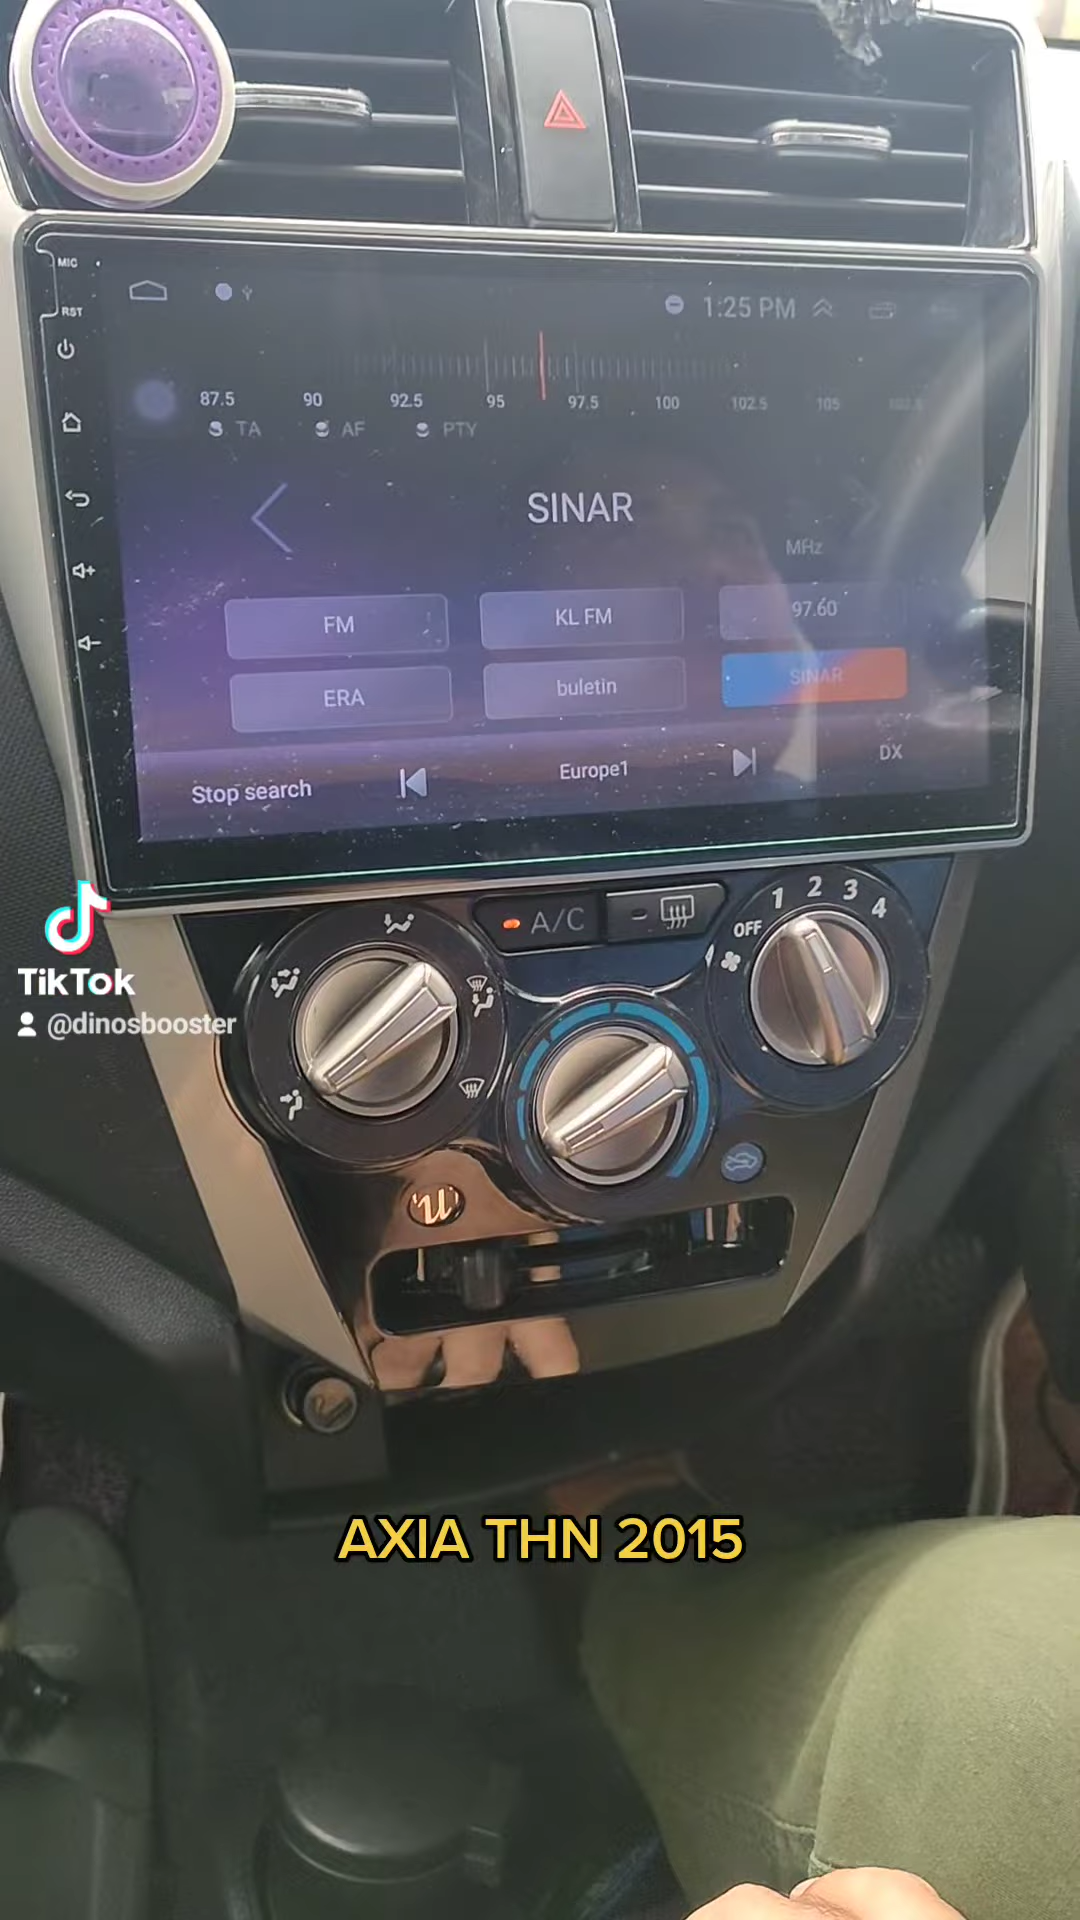 MIC
RST
1:25 PM
87.5 90 92.5 95 97.5 100 102.5 105
TA AF PTY
SINAR
MHz
FM KL FM 97.60
ERA buletin SINAR
Stop search Europe1 DX
A/C
OFF 1 2 3 4
TikTok
@dinosbooster
AXIA THN 2015